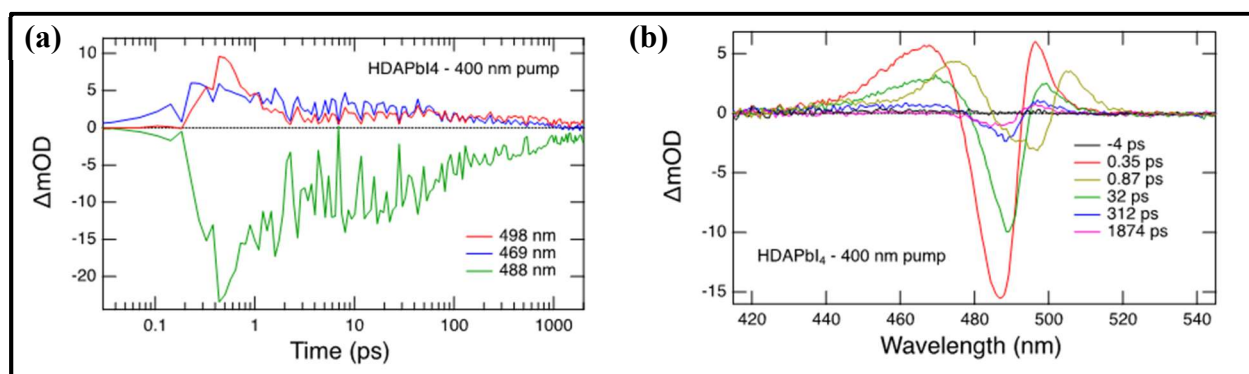 (a)
HDAPbI4 - 400 nm pump
ΔmOD
10
5
0
-5
-10
-15
-20
498 nm
469 nm
488 nm
0.1
1
10
100
1000
Time (ps)
(b)
ΔmOD
5
0
-5
-10
-15
-4 ps
0.35 ps
0.87 ps
32 ps
312 ps
1874 ps
HDAPbI₄ - 400 nm pump
420
440
460
480
500
520
540
Wavelength (nm)